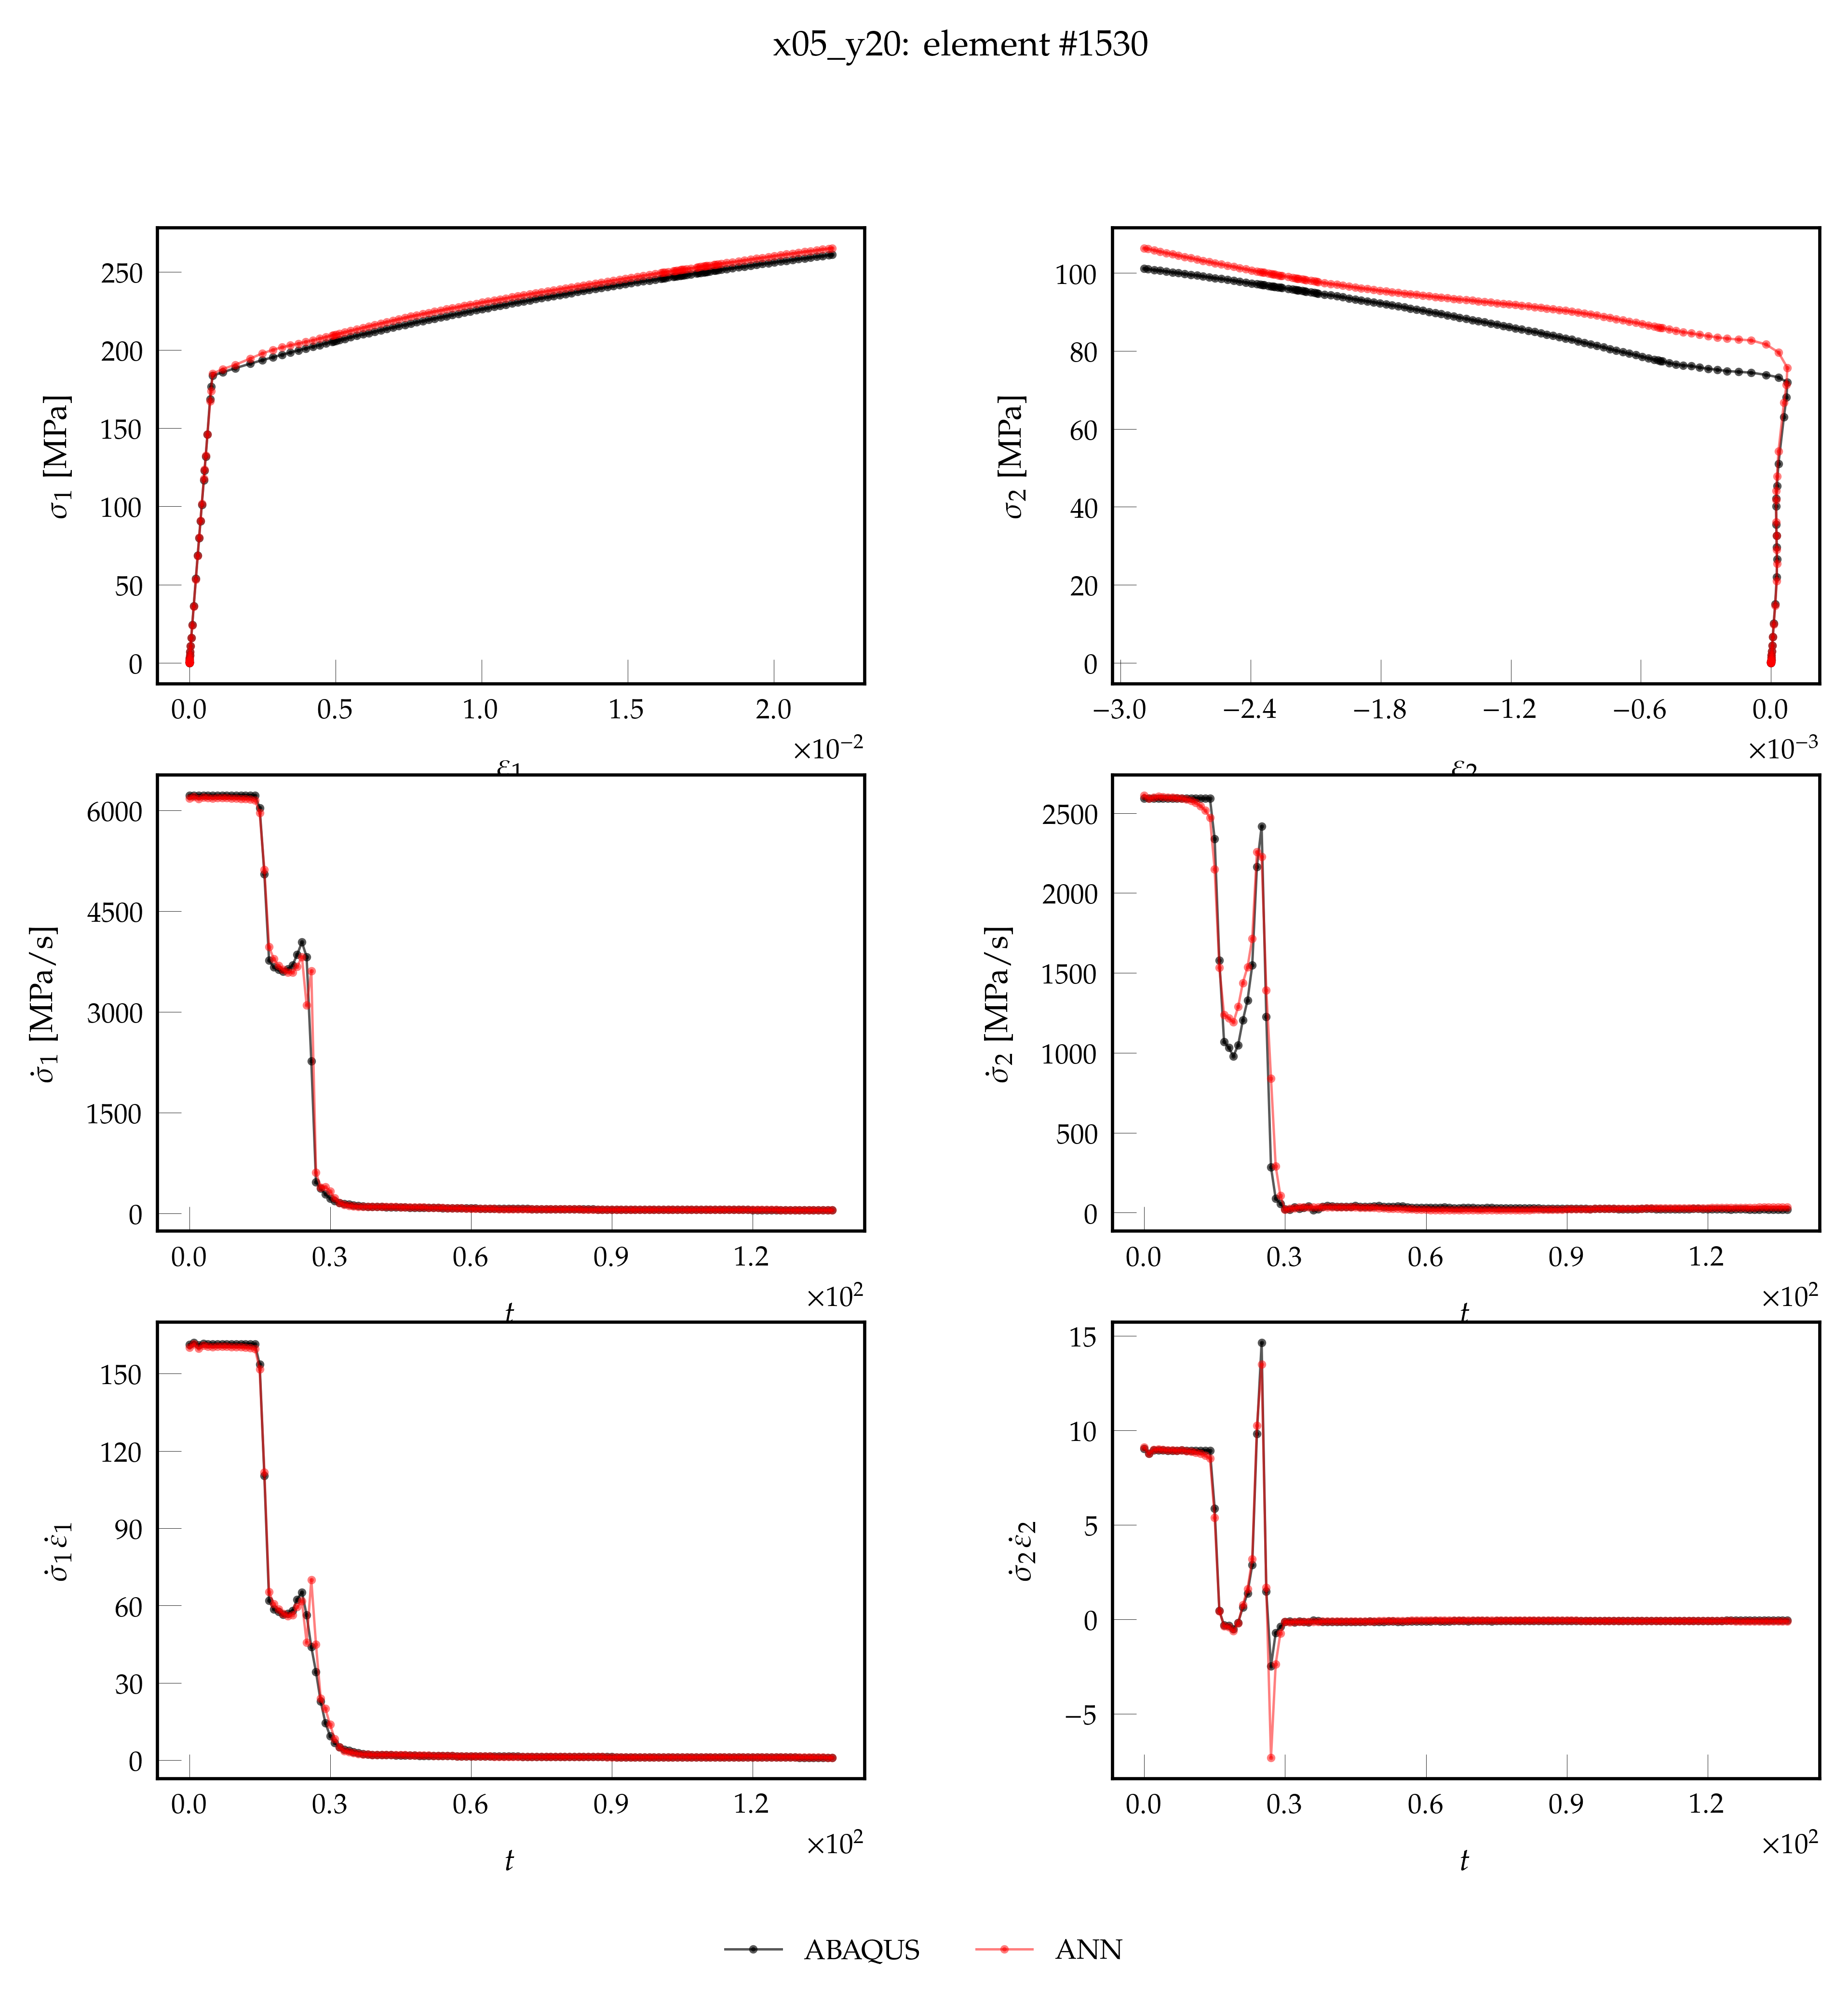 x05_y20: element #1530
σ₁ [MPa]
250
200
150
100
50
0
0.0 0.5 1.0 1.5 2.0
×10⁻²
ε₁
σ₂ [MPa]
100
80
60
40
20
0
−3.0 −2.4 −1.8 −1.2 −0.6 0.0
×10⁻³
ε₂
σ̇₁ [MPa/s]
6000
4500
3000
1500
0
0.0 0.3 0.6 0.9 1.2
×10²
t
σ̇₂ [MPa/s]
2500
2000
1500
1000
500
0
0.0 0.3 0.6 0.9 1.2
×10²
t
σ̇₁ε̇₁
150
120
90
60
30
0
0.0 0.3 0.6 0.9 1.2
×10²
t
σ̇₂ε̇₂
15
10
5
0
−5
0.0 0.3 0.6 0.9 1.2
×10²
t
ABAQUS ANN